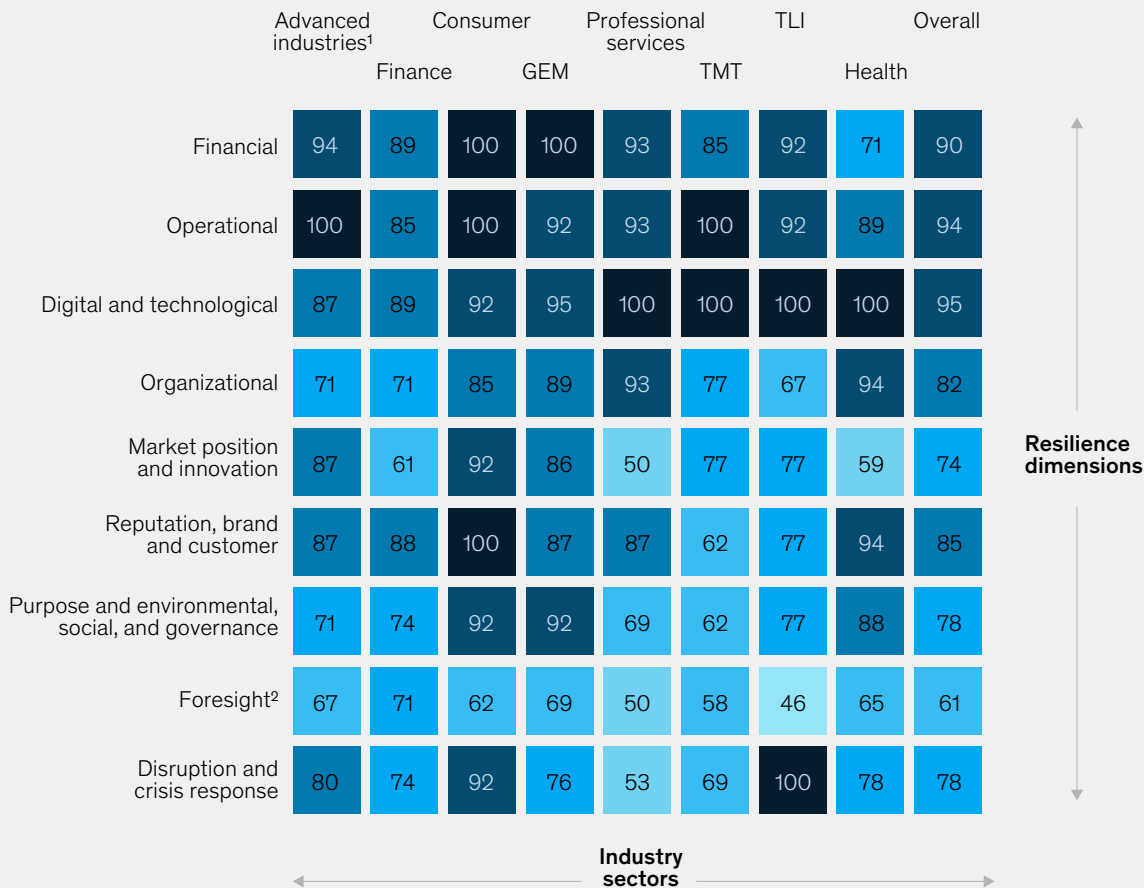 Advanced industries¹ Consumer Professional services TLI Overall
Finance GEM TMT Health
Financial 94 89 100 100 93 85 92 71 90
Operational 100 85 100 92 93 100 92 89 94
Digital and technological 87 89 92 95 100 100 100 100 95
Organizational 71 71 85 89 93 77 67 94 82
Market position
and innovation 87 61 92 86 50 77 77 59 74
Resilience
dimensions
Reputation, brand
and customer 87 88 100 87 87 62 77 94 85
Purpose and environmental,
social, and governance 71 74 92 92 69 62 77 88 78
Foresight² 67 71 62 69 50 58 46 65 61
Disruption and
crisis response 80 74 92 76 53 69 100 78 78
Industry
sectors